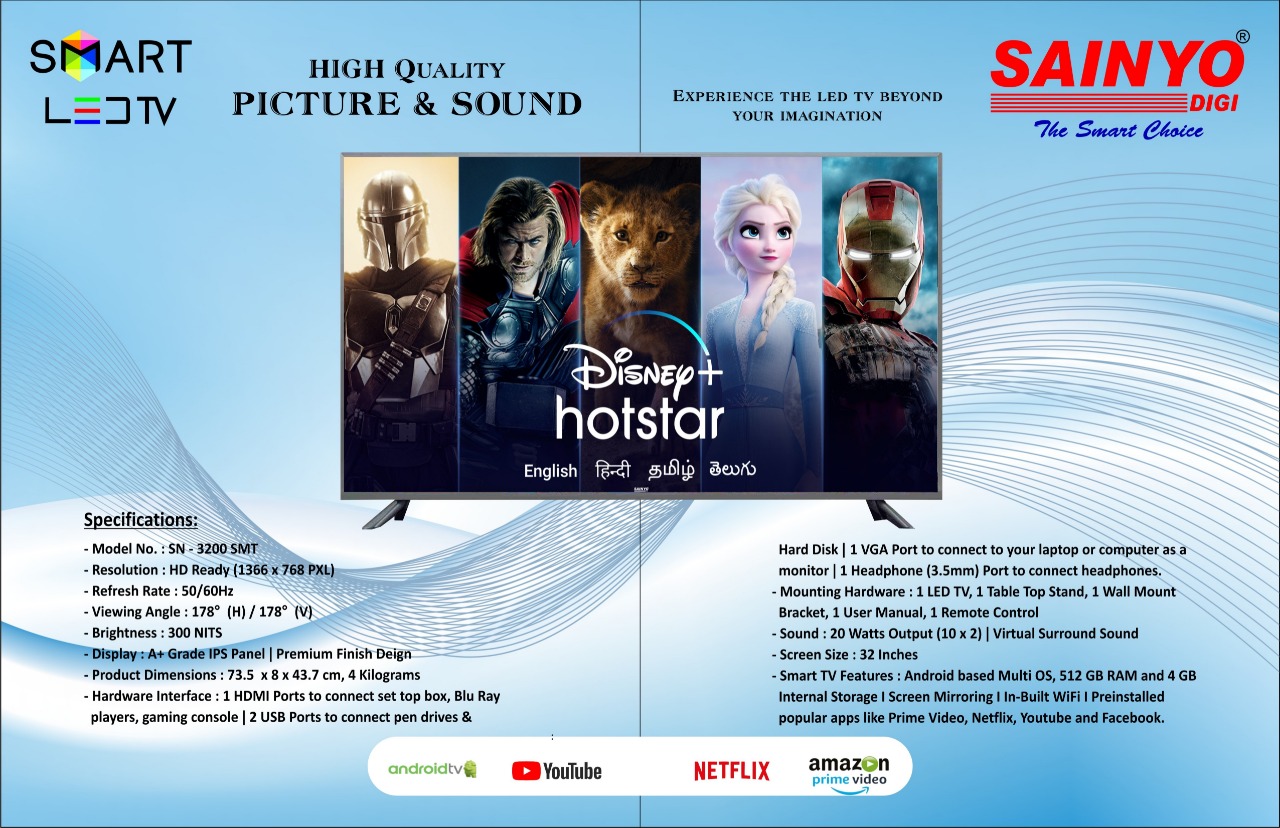 SMART
LED TV
HIGH QUALITY
PICTURE & SOUND
EXPERIENCE THE LED TV BEYOND
YOUR IMAGINATION
SAINYO®
DIGI
The Smart Choice
Disney+
hotstar
English हिन्दी தமிழ் తెలుగు
SAINYO
Specifications:
- Model No. : SN - 3200 SMT
- Resolution : HD Ready (1366 x 768 PXL)
- Refresh Rate : 50/60Hz
- Viewing Angle : 178° (H) / 178° (V)
- Brightness : 300 NITS
- Display : A+ Grade IPS Panel | Premium Finish Deign
- Product Dimensions : 73.5 x 8 x 43.7 cm, 4 Kilograms
- Hardware Interface : 1 HDMI Ports to connect set top box, Blu Ray
players, gaming console | 2 USB Ports to connect pen drives &
Hard Disk | 1 VGA Port to connect to your laptop or computer as a
monitor | 1 Headphone (3.5mm) Port to connect headphones.
- Mounting Hardware : 1 LED TV, 1 Table Top Stand, 1 Wall Mount
Bracket, 1 User Manual, 1 Remote Control
- Sound : 20 Watts Output (10 x 2) | Virtual Surround Sound
- Screen Size : 32 Inches
- Smart TV Features : Android based Multi OS, 512 GB RAM and 4 GB
Internal Storage I Screen Mirroring I In-Built WiFi I Preinstalled
popular apps like Prime Video, Netflix, Youtube and Facebook.
androidtv
YouTube
NETFLIX
amazon
prime video